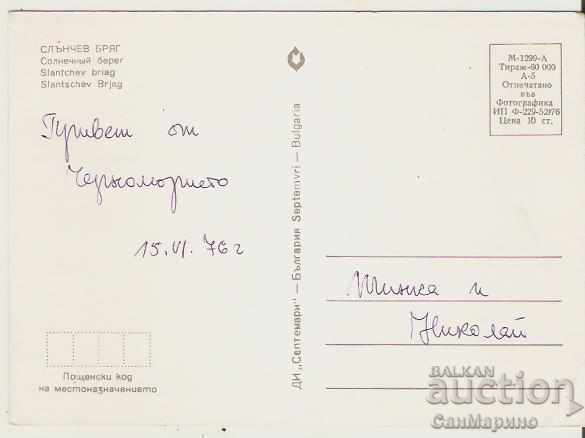 СЛЪНЧЕВ БРЯГ
Солнечный берег
Slantchev briag
Slantschev Brjag
Привет от
Черноморието
15.VI.76г
Пощенски код
на местоназначението
ДИ „Септември" — България Septemvri — Bulgaria
М-1299-А
Тираж-60 000
А-5
Отпечатано
във
Фотографика
ИП Ф-229-52976
Цена 10 ст.
Минка и
Николай
BALKAN
auction
СанМарино